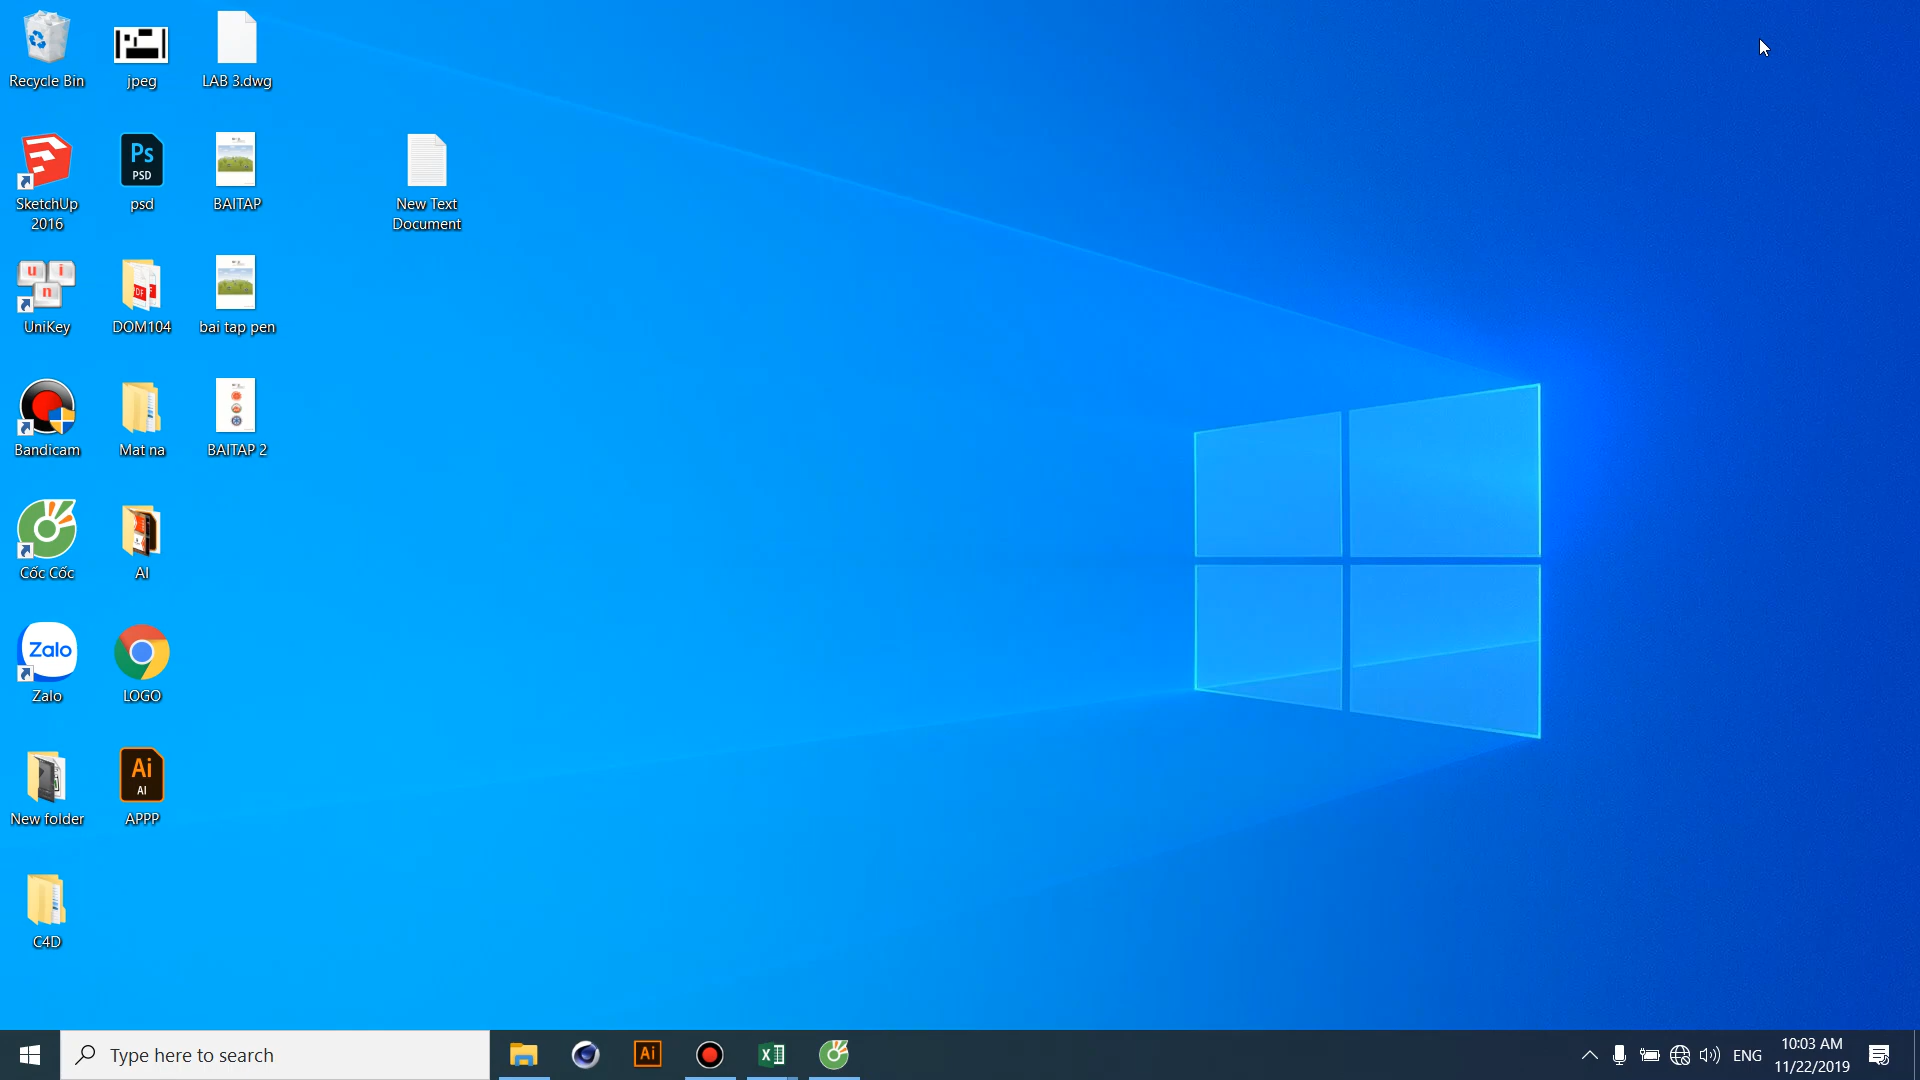 Recycle Bin
jpeg
LAB 3.dwg
SketchUp
2016
Ps
PSD
psd
BAITAP
New Text
Document
u i
n
UniKey
DOM104
bai tap pen
Bandicam
Mat na
BAITAP 2
Cốc Cốc
AI
Zalo
Zalo
LOGO
New folder
Ai
AI
APPP
C4D
Type here to search
Ai
X
ENG
10:03 AM
11/22/2019